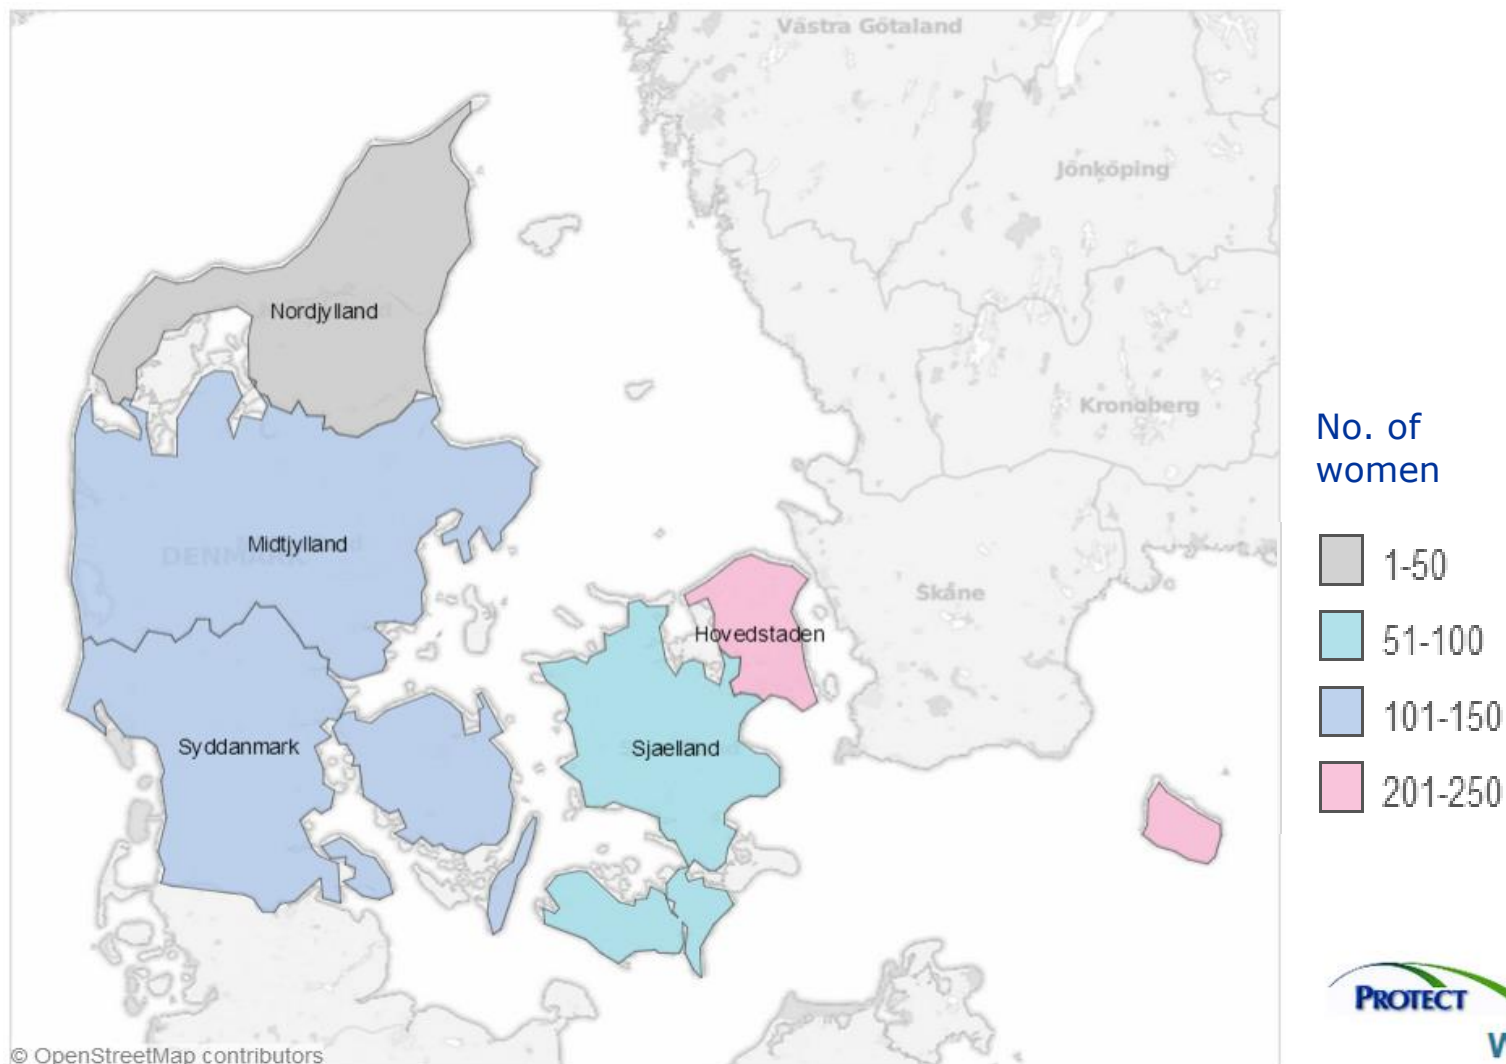 Västra Götaland
Jönköping
Nordjylland
Kronoberg
Midtjylland
DENMARK
Skåne
Hovedstaden
Syddanmark
Sjaelland
© OpenStreetMap contributors
No. of
women
1-50
51-100
101-150
201-250
PROTECT
W